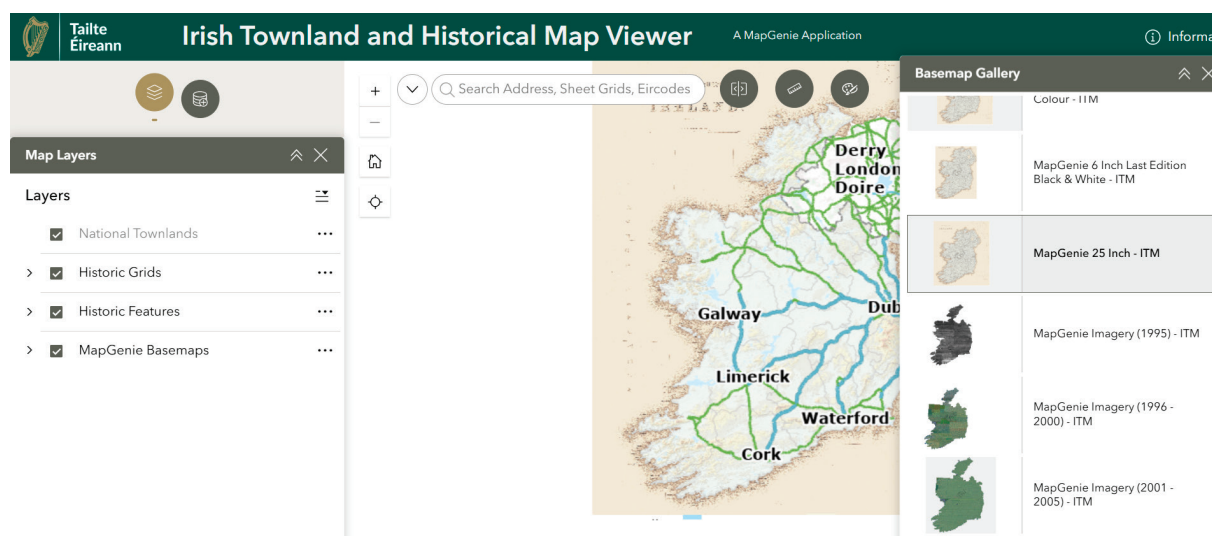 Tailte
Éireann
Irish Townland and Historical Map Viewer
A MapGenie Application
Informa
Map Layers
Layers
National Townlands
Historic Grids
Historic Features
MapGenie Basemaps
Search Address, Sheet Grids, Eircodes
IRELAND.
Derry
London
Doire
Galway
Dub
Limerick
Waterford
Cork
Basemap Gallery
Colour - ITM
MapGenie 6 Inch Last Edition
Black & White - ITM
MapGenie 25 Inch - ITM
MapGenie Imagery (1995) - ITM
MapGenie Imagery (1996 -
2000) - ITM
MapGenie Imagery (2001 -
2005) - ITM